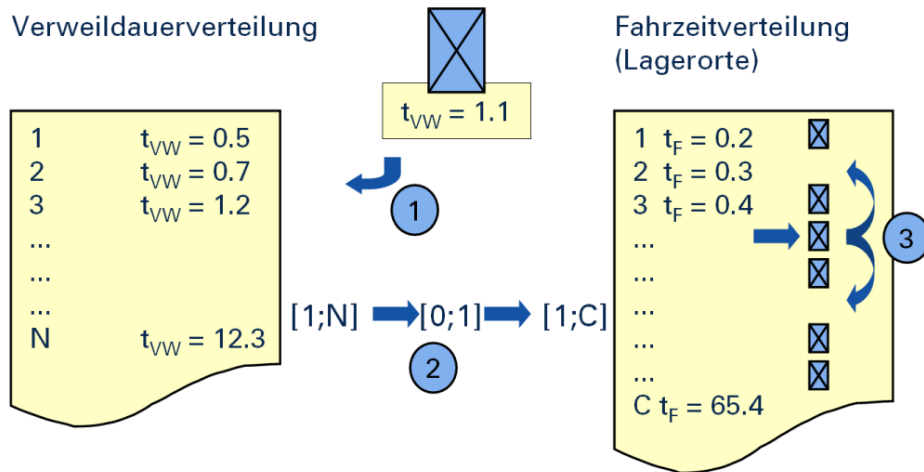 Verweildauerverteilung
Fahrzeitverteilung
(Lagerorte)
t_VW = 1.1
1 t_VW = 0.5
2 t_VW = 0.7
3 t_VW = 1.2
...
...
...
N t_VW = 12.3
1
[1;N] [0;1] [1;C]
2
1 t_F = 0.2
2 t_F = 0.3
3 t_F = 0.4
...
...
...
...
C t_F = 65.4
3